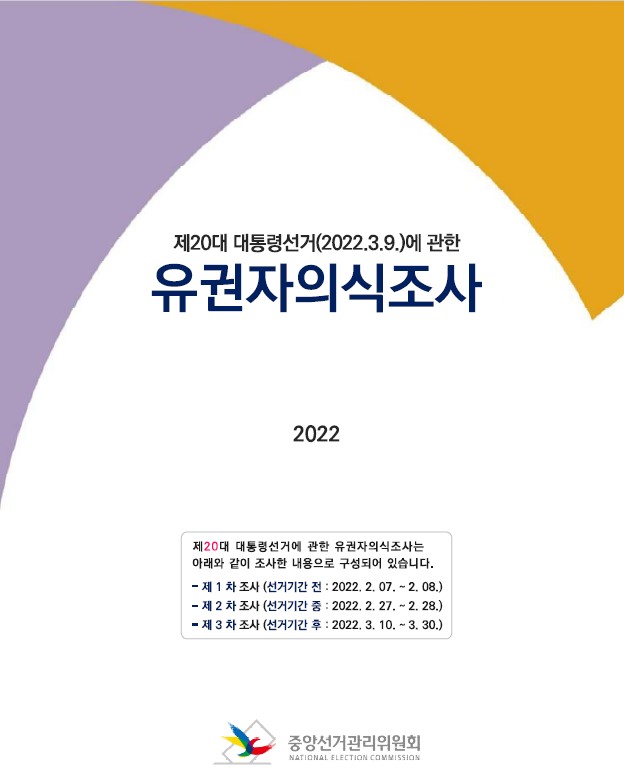 제20대 대통령선거(2022.3.9.)에 관한
유권자의식조사
2022
제20대 대통령선거에 관한 유권자의식조사는
아래와 같이 조사한 내용으로 구성되어 있습니다.
- 제 1 차 조사 (선거기간 전 : 2022. 2. 07. ~ 2. 08.)
- 제 2 차 조사 (선거기간 중 : 2022. 2. 27. ~ 2. 28.)
- 제 3 차 조사 (선거기간 후 : 2022. 3. 10. ~ 3. 30.)
중앙선거관리위원회
NATIONAL ELECTION COMMISSION